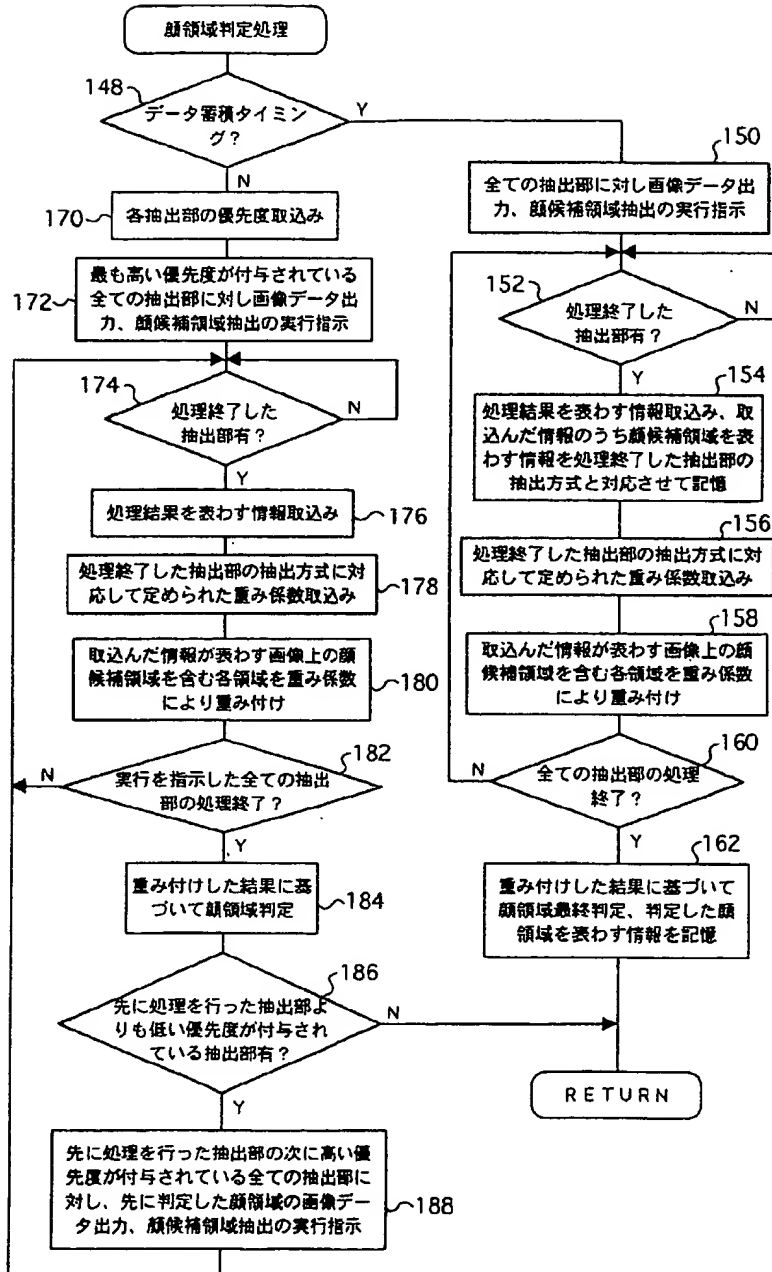 顔領域判定処理
148
データ蓄積タイミン
グ？
Y
N
170
各抽出部の優先度取込み
172
最も高い優先度が付与されている
全ての抽出部に対し画像データ出
力、顔候補領域抽出の実行指示
174
処理終了した
抽出部有？
N
Y
処理結果を表わす情報取込み
176
処理終了した抽出部の抽出方式に対
応して定められた重み係数取込み
178
取込んだ情報が表わす画像上の顔
候補領域を含む各領域を重み係数
により重み付け
180
182
実行を指示した全ての抽出
部の処理終了？
N
Y
重み付けした結果に基
づいて顔領域判定
184
186
先に処理を行った抽出部よ
りも低い優先度が付与され
ている抽出部有？
N
Y
先に処理を行った抽出部の次に高い優
先度が付与されている全ての抽出部に
対し、先に判定した顔領域の画像デー
タ出力、顔候補領域抽出の実行指示
188
150
全ての抽出部に対し画像データ出
力、顔候補領域抽出の実行指示
152
処理終了した
抽出部有？
N
Y
154
処理結果を表わす情報取込み、取
込んだ情報のうち顔候補領域を表
わす情報を処理終了した抽出部の
抽出方式と対応させて記憶
156
処理終了した抽出部の抽出方式に対
応して定められた重み係数取込み
158
取込んだ情報が表わす画像上の顔
候補領域を含む各領域を重み係数
により重み付け
160
全ての抽出部の処理
終了？
N
Y
162
重み付けした結果に基づいて
顔領域最終判定、判定した顔
領域を表わす情報を記憶
RETURN